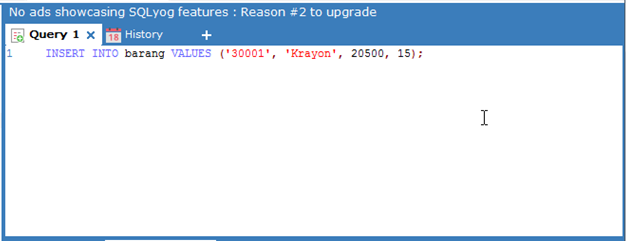 No ads showcasing SQLyog features : Reason #2 to upgrade
Query 1 18 History
1 INSERT INTO barang VALUES ('30001', 'Krayon', 20500, 15);